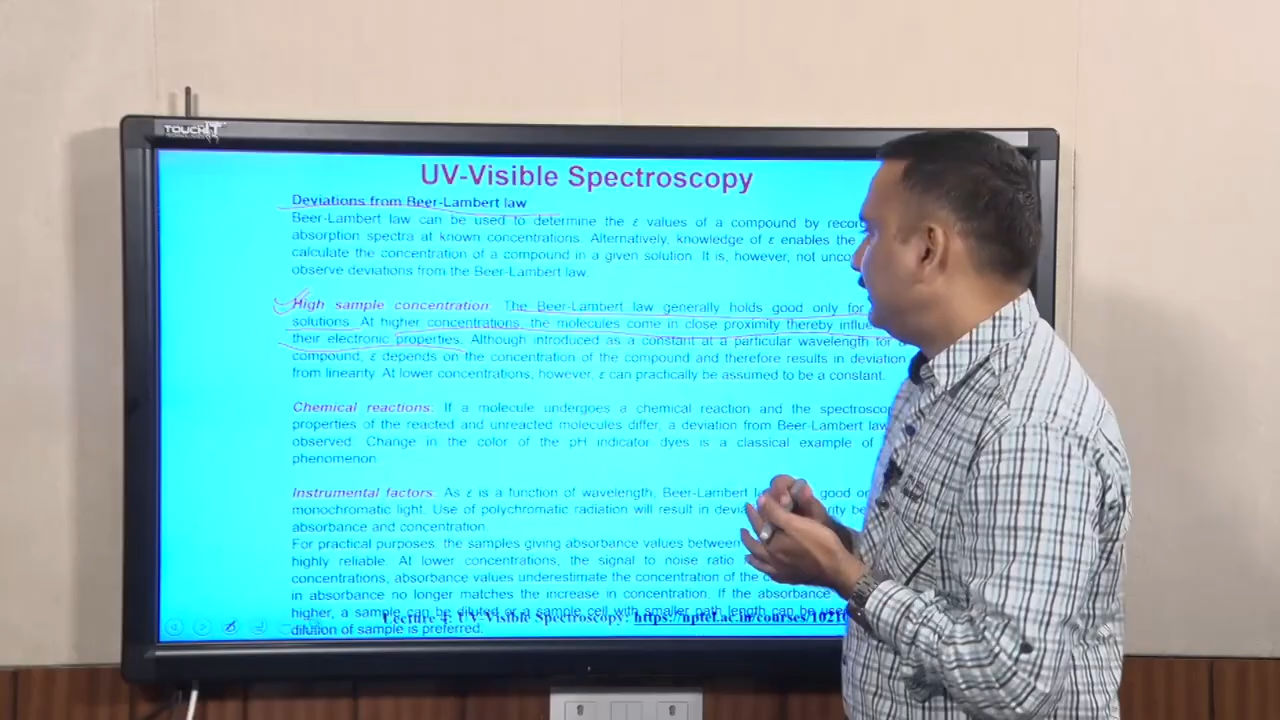 TOUCHIT
UV-Visible Spectroscopy
Deviations from Beer-Lambert law
Beer-Lambert law can be used to determine the ε values of a compound by
absorption spectra at known concentrations. Alternatively, knowledge of ε enables the
calculate the concentration of a compound in a given solution. It is, however, not
observe deviations from the Beer-Lambert law.
High sample concentration: The Beer-Lambert law generally holds good only for
solutions. At higher concentrations, the molecules come in close proximity thereby
their electronic properties. Although introduced as a constant at a particular wavelength for a
compound, ε depends on the concentration of the compound and therefore results in deviation
from linearity. At lower concentrations, however, ε can practically be assumed to be a constant.
Chemical reactions: If a molecule undergoes a chemical reaction and the
properties of the reacted and unreacted molecules differ, a deviation from Beer-Lambert law
observed. Change in the color of the pH indicator dyes is a classical example of
phenomenon.
Instrumental factors: As ε is a function of wavelength, Beer-Lambert good
monochromatic light. Use of polychromatic radiation will result in
absorbance and concentration.
For practical purposes, the samples giving absorbance values between
highly reliable. At lower concentrations, the signal to noise ratio
concentrations, absorbance values underestimate the concentration of the
in absorbance no longer matches the increase in concentration. If the absorbance
higher, a sample can be diluted or a sample cell with smaller path length can be
Lecture 4: UV-Visible Spectroscopy: https://nptel.ac.in/courses/1021
dilution of sample is preferred.